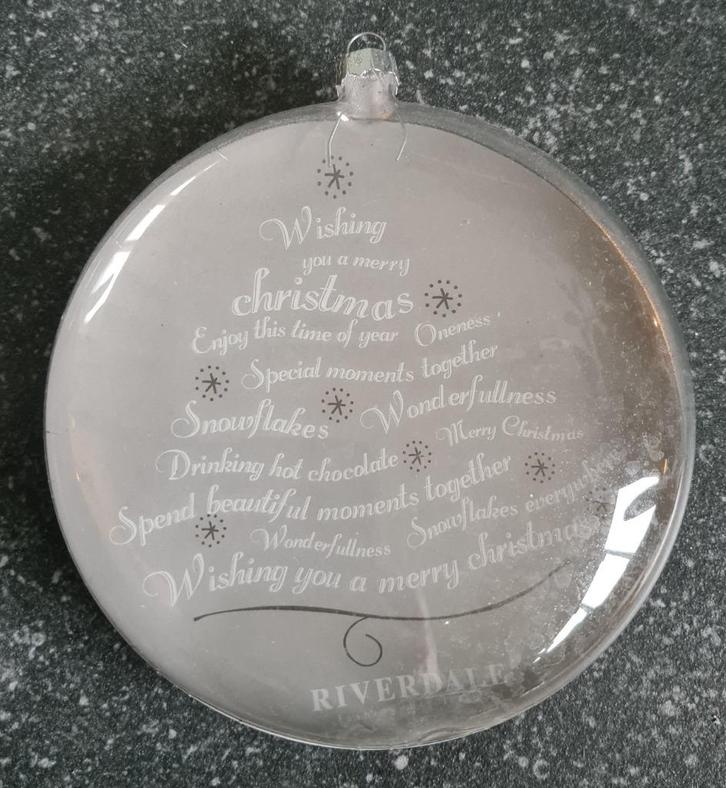 Wishing
you a merry
christmas
Enjoy this time of year Oneness
Special moments together
Snowflakes Wonderfullness
Merry Christmas
Drinking hot chocolate
Spend beautiful moments together
Wonderfullness Snowflakes everywhere
Wishing you a merry christmas
RIVERDALE